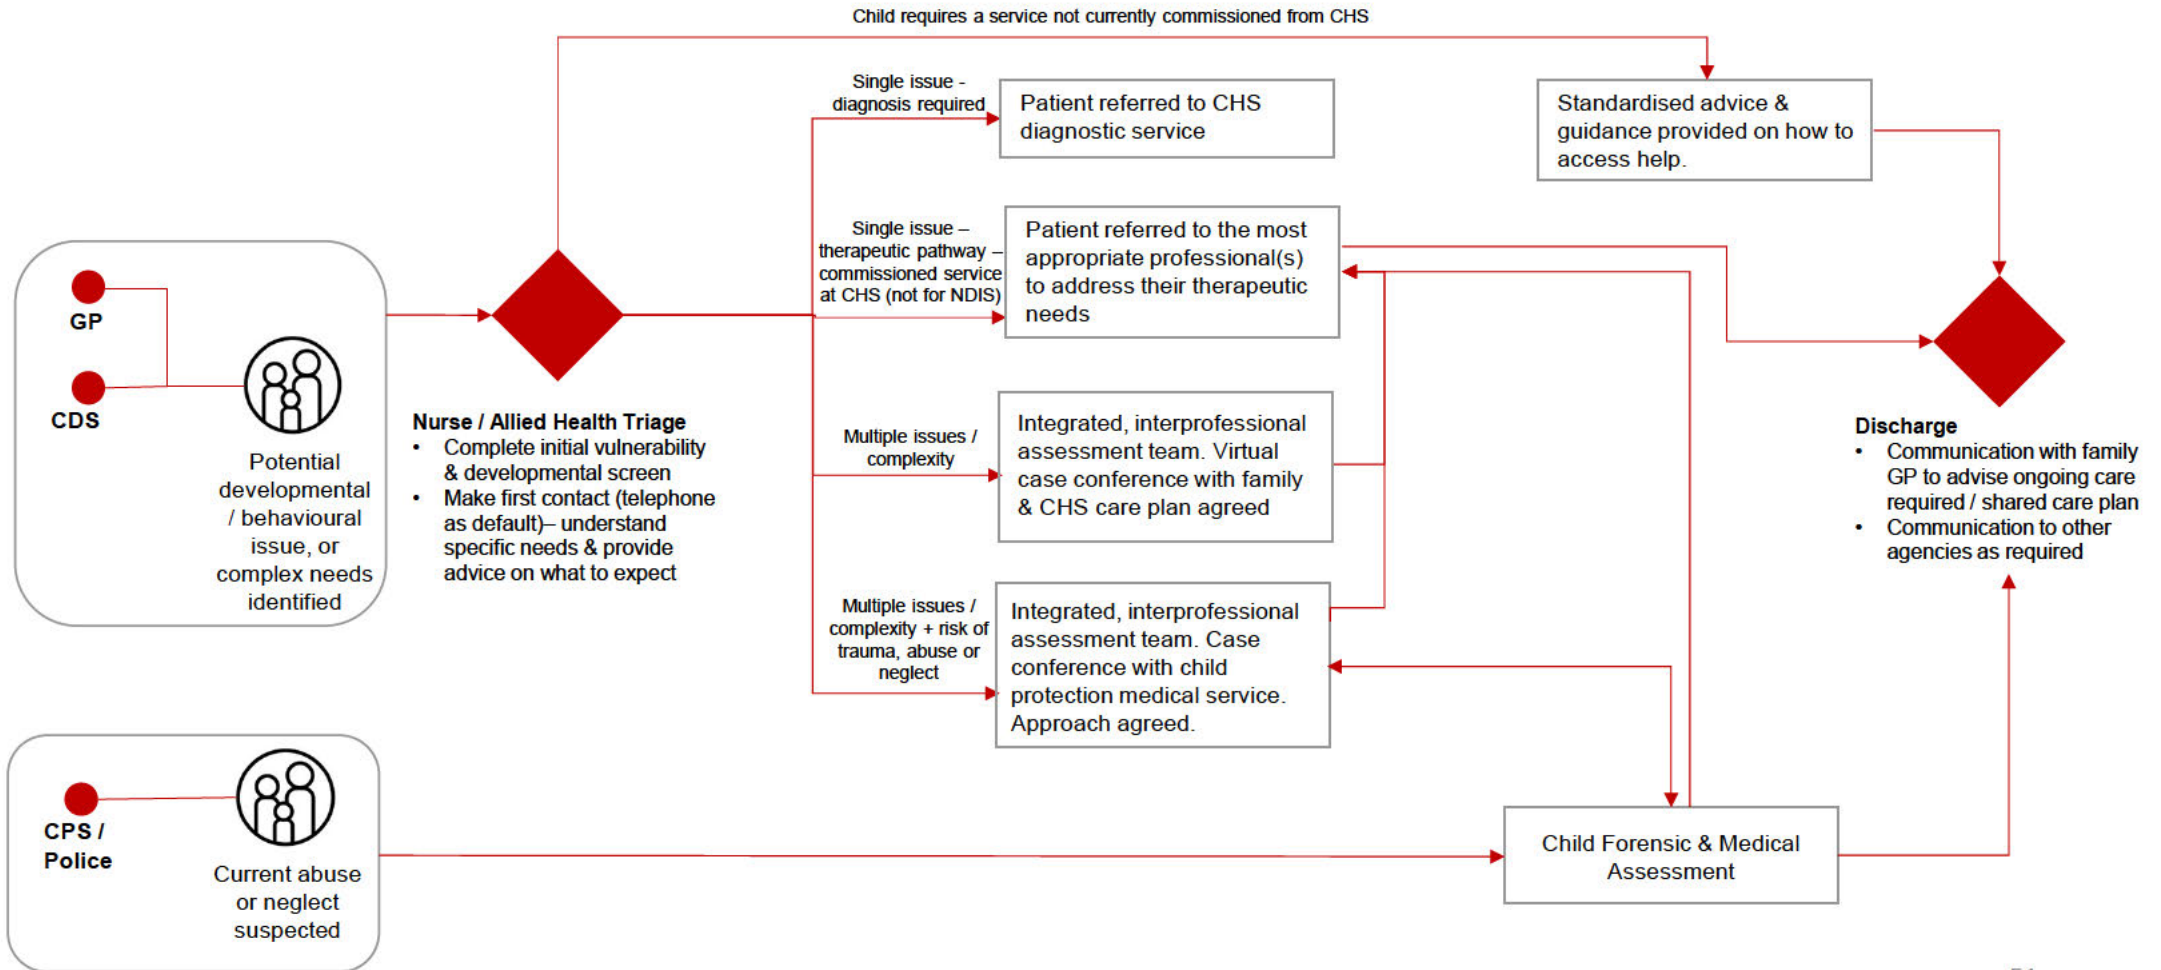 Child requires a service not currently commissioned from CHS
Single issue -
diagnosis required
Patient referred to CHS
diagnostic service
Standardised advice &
guidance provided on how to
access help.
Single issue –
therapeutic pathway –
commissioned service
at CHS (not for NDIS)
Patient referred to the most
appropriate professional(s)
to address their therapeutic
needs
GP
CDS
Potential
developmental
/ behavioural
issue, or
complex needs
identified
Nurse / Allied Health Triage
• Complete initial vulnerability
& developmental screen
• Make first contact (telephone
as default)– understand
specific needs & provide
advice on what to expect
Multiple issues /
complexity
Integrated, interprofessional
assessment team. Virtual
case conference with family
& CHS care plan agreed
Discharge
• Communication with family
GP to advise ongoing care
required / shared care plan
• Communication to other
agencies as required
Multiple issues /
complexity + risk of
trauma, abuse or
neglect
Integrated, interprofessional
assessment team. Case
conference with child
protection medical service.
Approach agreed.
CPS /
Police
Current abuse
or neglect
suspected
Child Forensic & Medical
Assessment